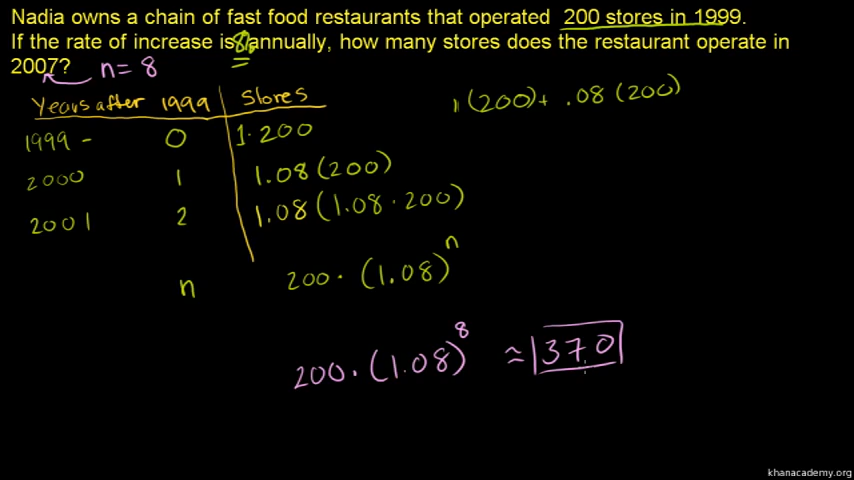 Nadia owns a chain of fast food restaurants that operated 200 stores in 1999.
If the rate of increase is 8% annually, how many stores does the restaurant operate in
2007? n = 8
Years after 1999 Stores
1(200) + .08 (200)
1999 - 0 1·200
2000 1 1.08(200)
2001 2 1.08(1.08·200)
n 200·(1.08)^n
200·(1.08)^8 ≈ 370
khanacademy.org